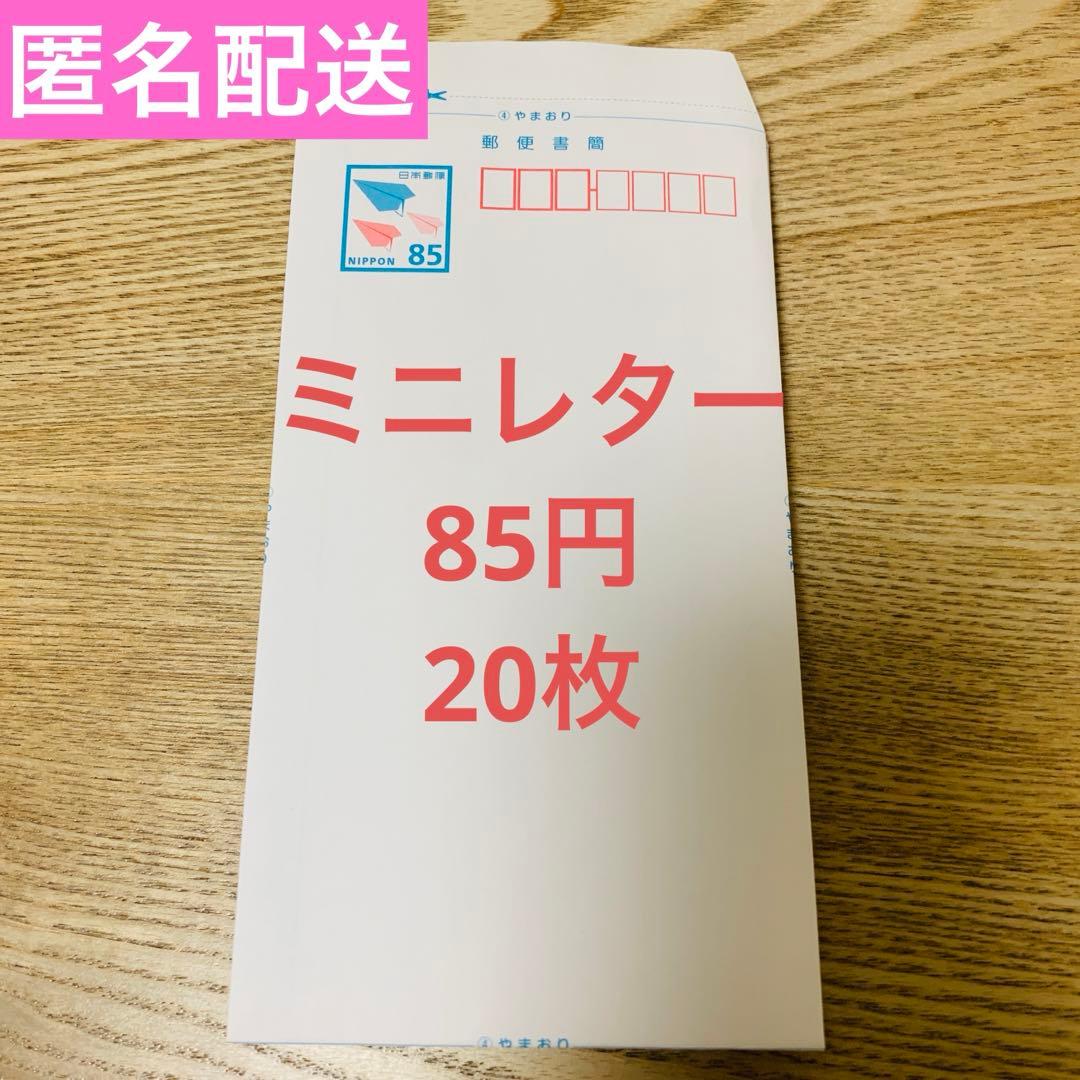 匿名配送
④やまおり
郵便書簡
日本郵便
NIPPON 85
ミニレター
85円
20枚
④やまおり